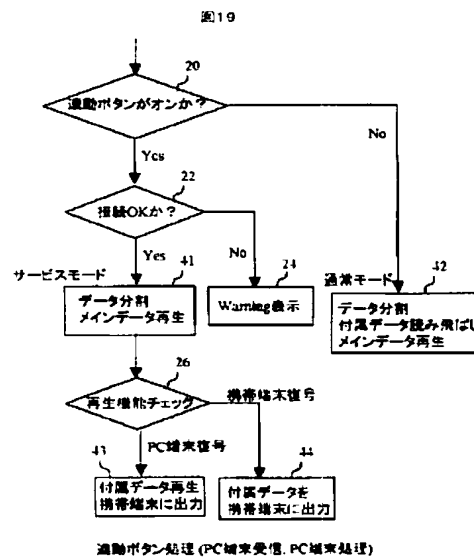 図19
20
連動ボタンがオンか？
No
Yes
22
接続OKか？
Yes
No
サービスモード
41
24
通常モード
42
データ分割
メインデータ再生
Warning表示
データ分割
付属データ読み飛ばし
メインデータ再生
26
再生機能チェック
携帯端末復号
PC端末復号
43
44
付属データ再生
携帯端末に出力
付属データを
携帯端末に出力
連動ボタン処理 (PC端末受信, PC端末処理)